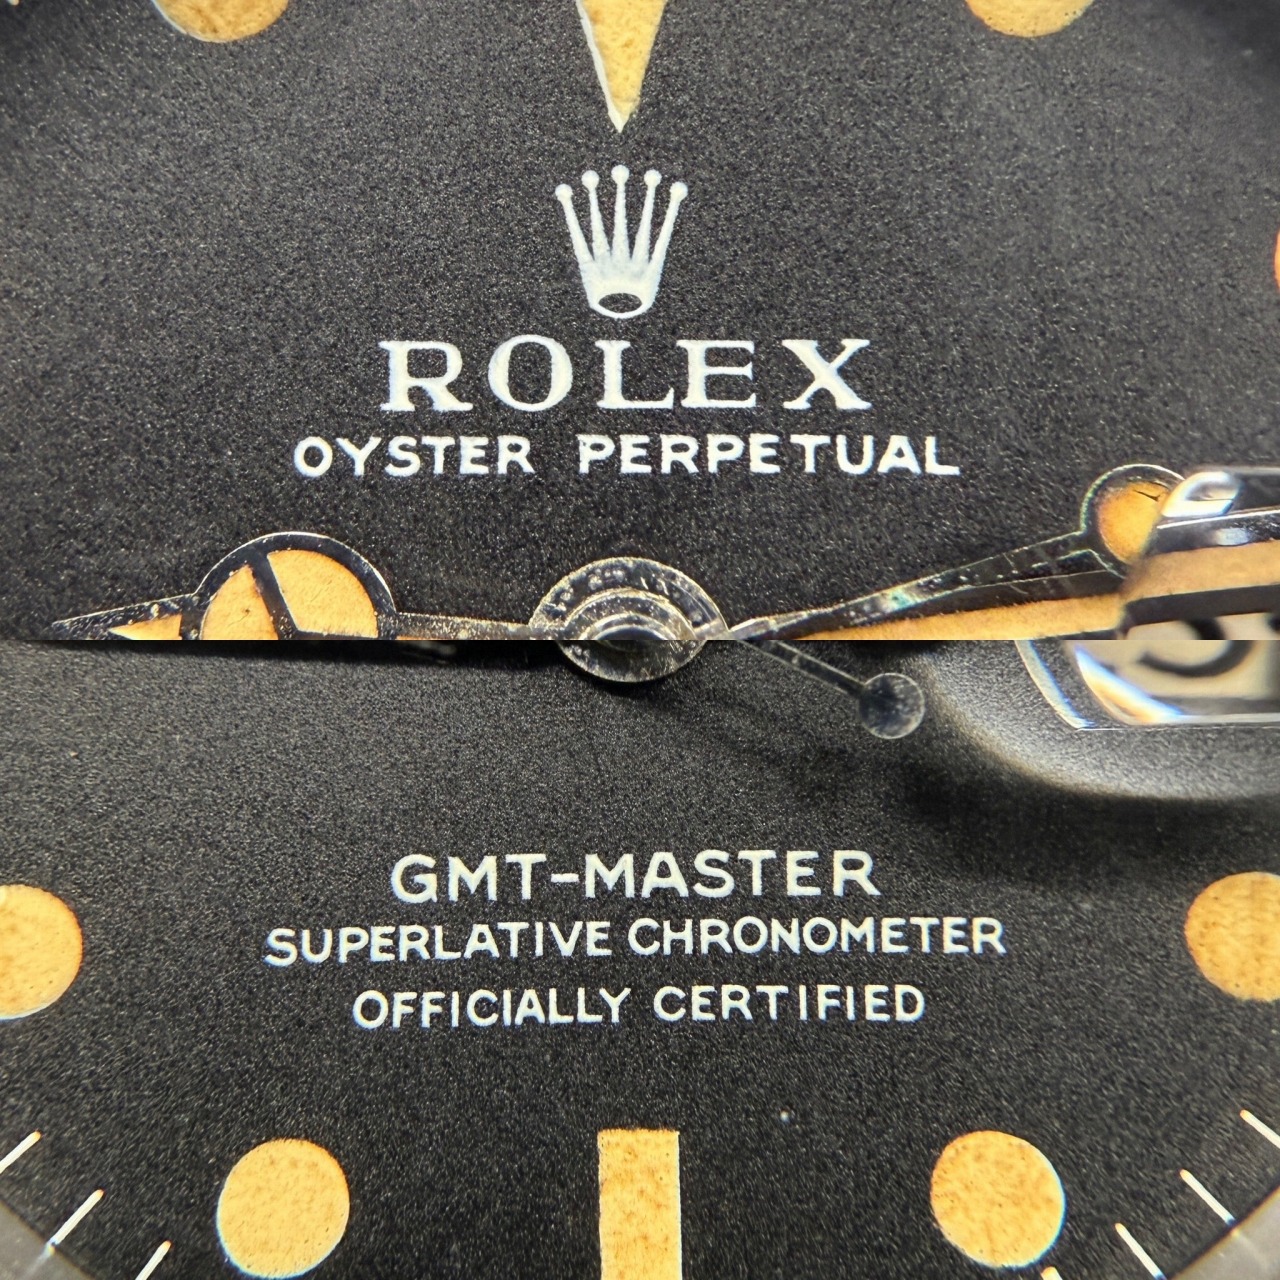 ROLEX
OYSTER PERPETUAL
GMT-MASTER
SUPERLATIVE CHRONOMETER
OFFICIALLY CERTIFIED